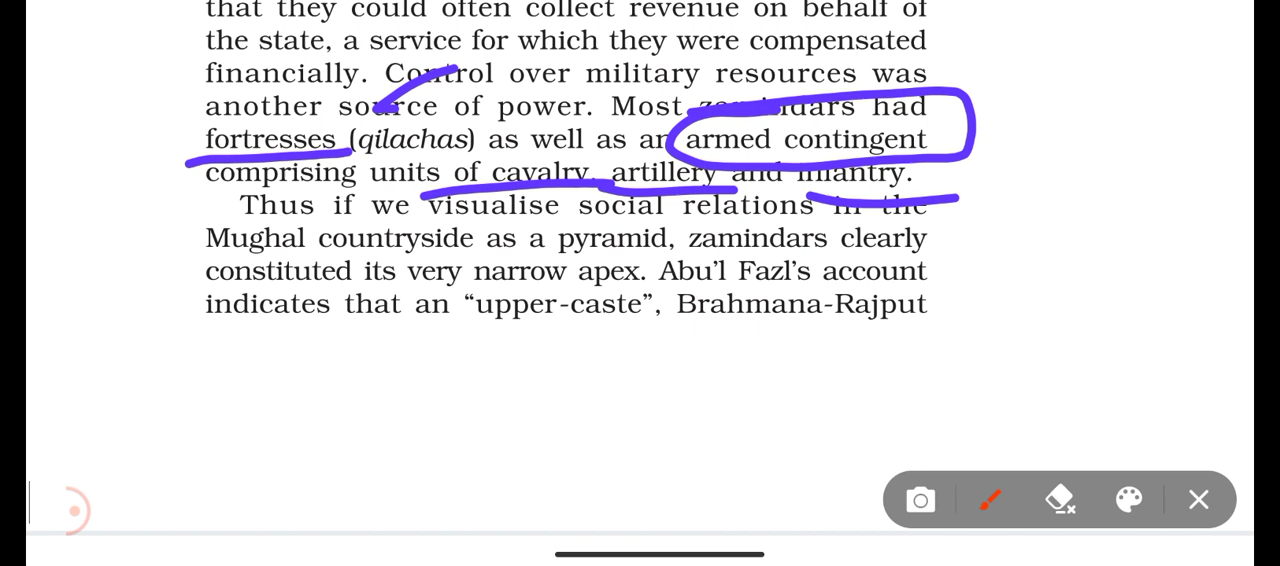 that they could often collect revenue on behalf of
the state, a service for which they were compensated
financially. Control over military resources was
another source of power. Most zamindars had
fortresses (qilachas) as well as an armed contingent
comprising units of cavalry, artillery and infantry.
Thus if we visualise social relations in the
Mughal countryside as a pyramid, zamindars clearly
constituted its very narrow apex. Abu’l Fazl’s account
indicates that an “upper-caste”, Brahmana-Rajput